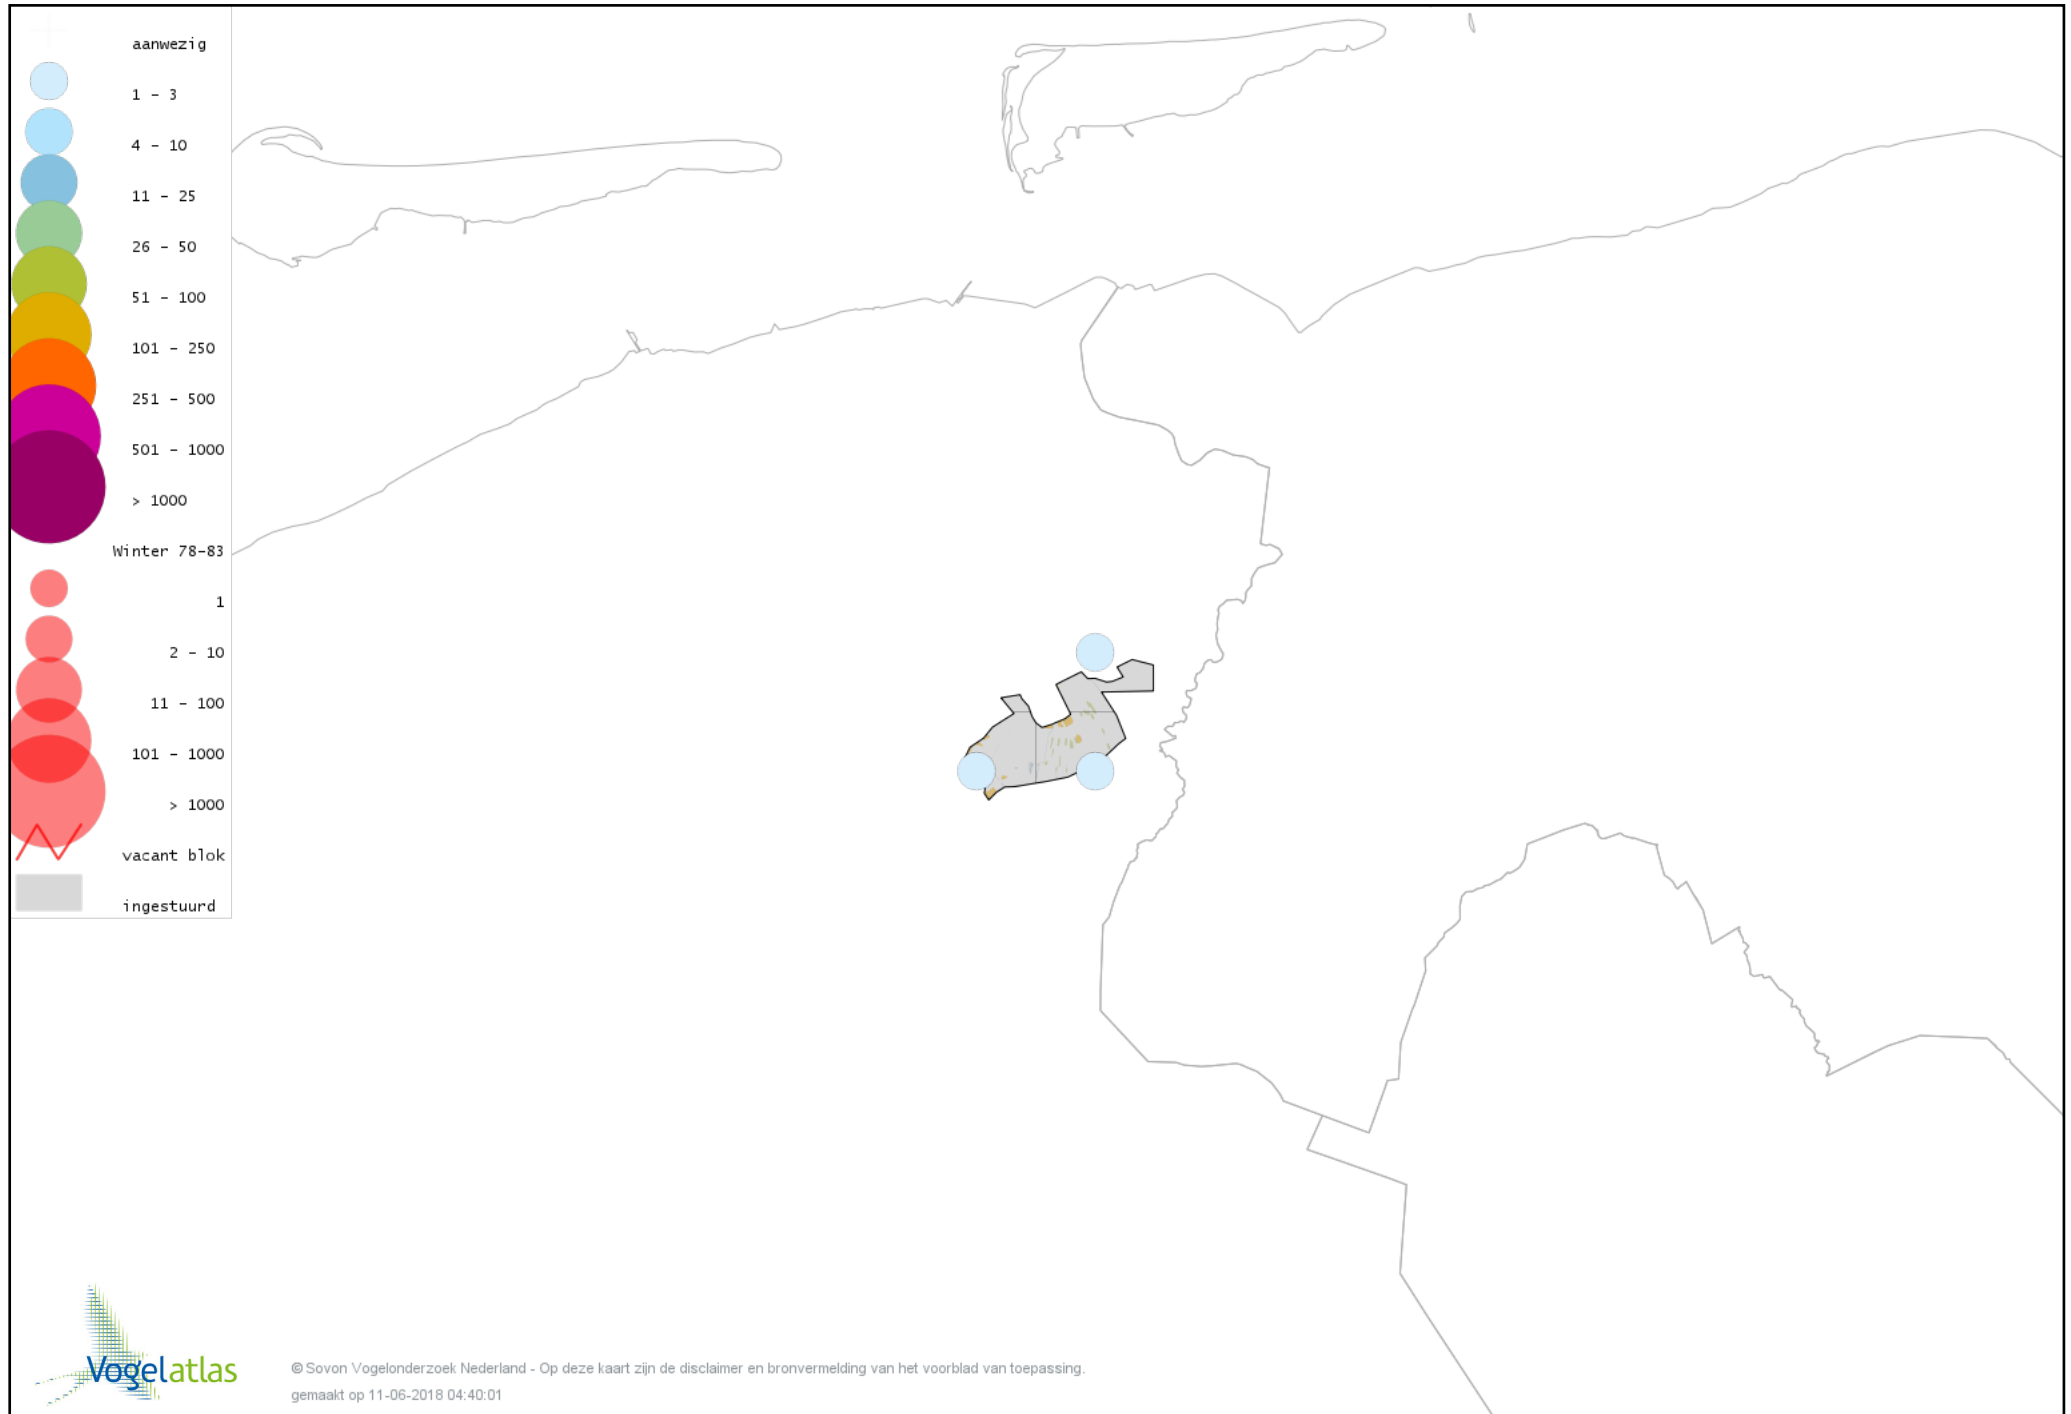 aanwezig
1 - 3
4 - 10
11 - 25
26 - 50
51 - 100
101 - 250
251 - 500
501 - 1000
> 1000
Winter 78-83
1
2 - 10
11 - 100
101 - 1000
> 1000
vacant blok
ingestuurd
Vogelatlas
© Sovon Vogelonderzoek Nederland - Op deze kaart zijn de disclaimer en bronvermelding van het voorblad van toepassing.
gemaakt op 11-06-2018 04:40:01